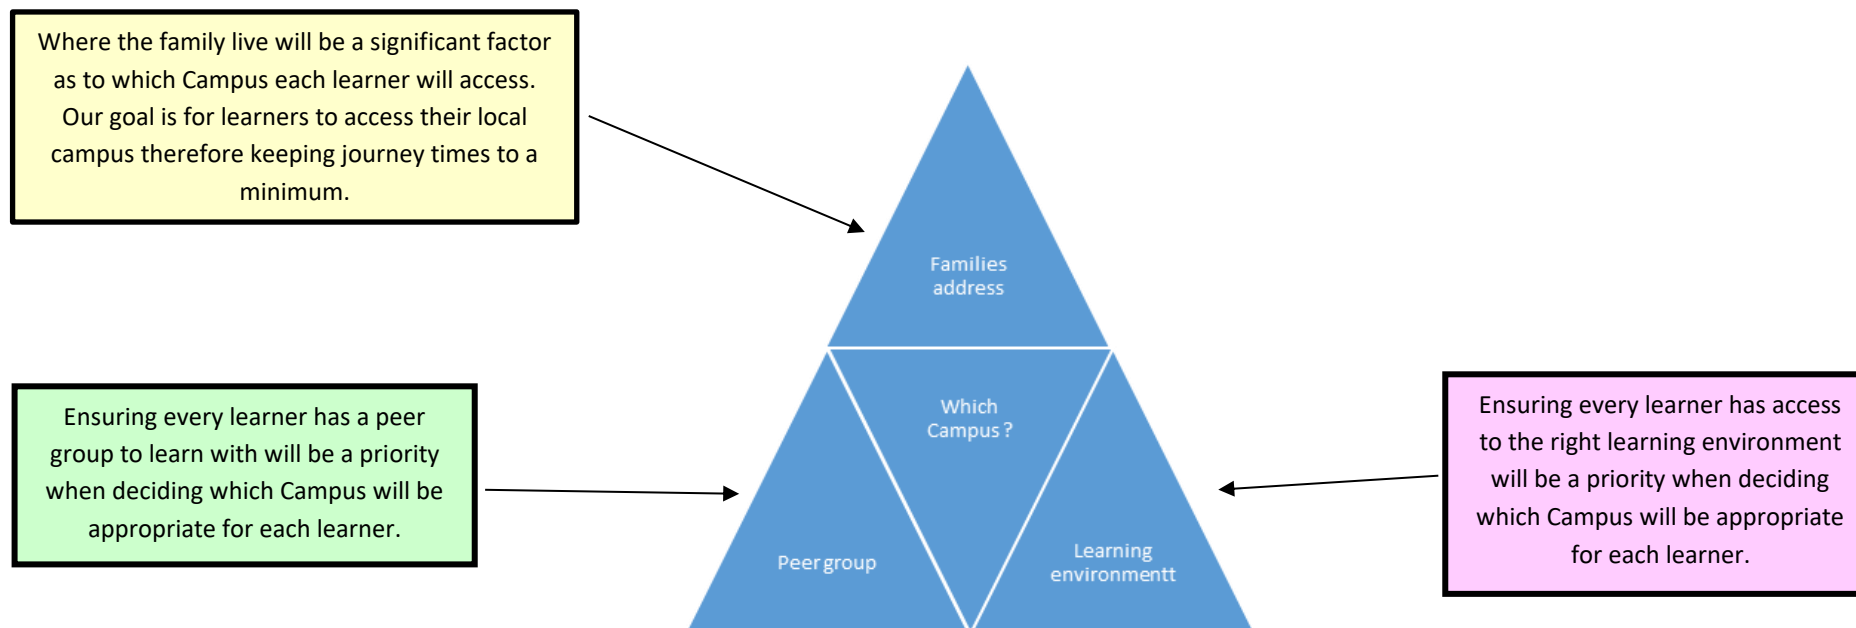 Where the family live will be a significant factor
as to which Campus each learner will access.
Our goal is for learners to access their local
campus therefore keeping journey times to a
minimum.
Families
address
Ensuring every learner has a peer
group to learn with will be a priority
when deciding which Campus will be
appropriate for each learner.
Which
Campus ?
Peer group
Learning
environmentt
Ensuring every learner has access
to the right learning environment
will be a priority when deciding
which Campus will be appropriate
for each learner.